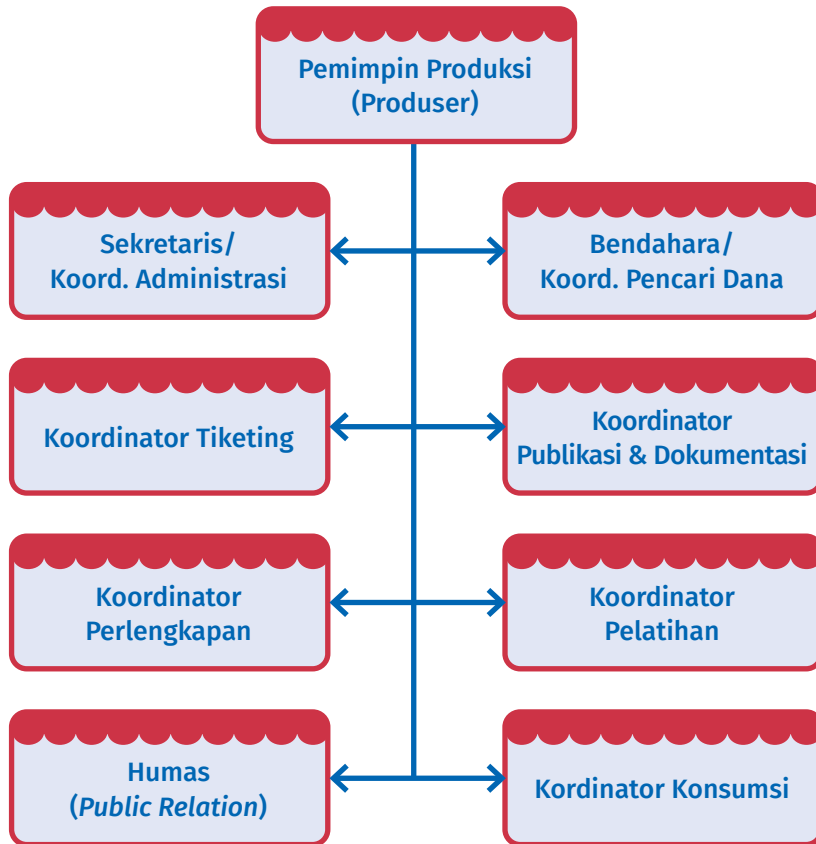 Pemimpin Produksi
(Produser)
Sekretaris/
Koord. Administrasi
Bendahara/
Koord. Pencari Dana
Koordinator Tiketing
Koordinator
Publikasi & Dokumentasi
Koordinator
Perlengkapan
Koordinator
Pelatihan
Humas
(Public Relation)
Kordinator Konsumsi